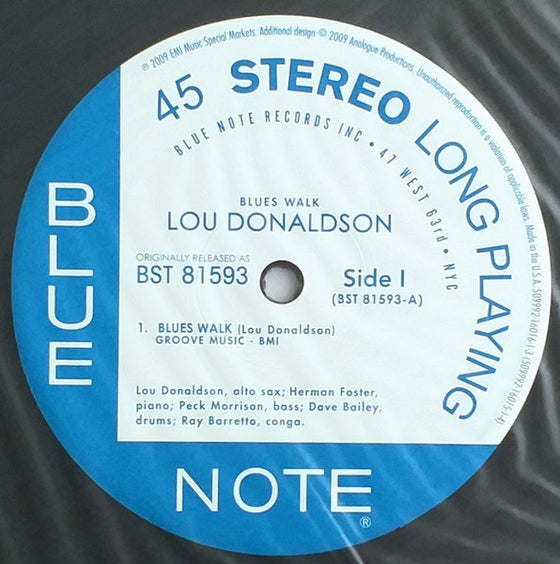 ℗ 2009 EMI Music Special Markets. Additional design © 2009 Analogue Productions. Unauthorized reproduction is a violation of applicable laws. Made in the U.S.A. 5099921601613 (5099921601514)
45 STEREO LONG PLAYING
BLUE NOTE RECORDS INC • 47 WEST 63rd • NYC
BLUES WALK
LOU DONALDSON
ORIGINALLY RELEASED AS
BST 81593
Side I
(BST 81593-A)
1. BLUES WALK (Lou Donaldson)
GROOVE MUSIC - BMI
Lou Donaldson, alto sax; Herman Foster,
piano; Peck Morrison, bass; Dave Bailey,
drums; Ray Barretto, conga.
BLUE
NOTE®